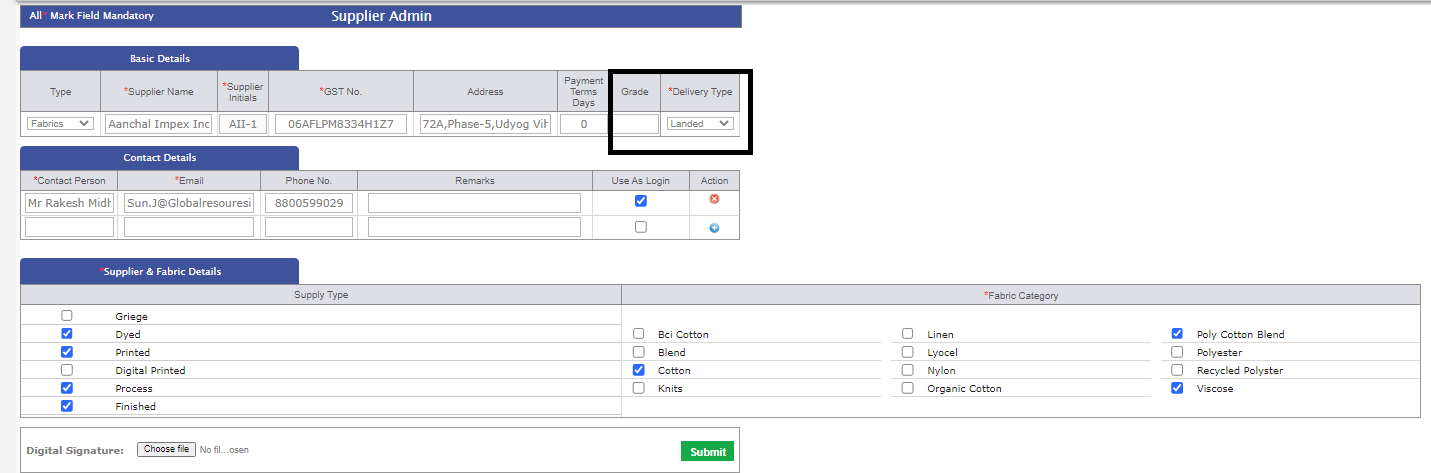 All * Mark Field Mandatory Supplier Admin
Basic Details
Type *Supplier Name *Supplier Initials *GST No. Address Payment Terms Days Grade *Delivery Type
Fabrics Aanchal Impex Inc AII-1 06AFLPM8334H1Z7 72A,Phase-5,Udyog Vih 0 Landed
Contact Details
*Contact Person *Email Phone No. Remarks Use As Login Action
Mr Rakesh Midh Sun.J@Globalresouresi 8800599029
*Supplier & Fabric Details
Supply Type *Fabric Category
Griege
Dyed Bci Cotton Linen Poly Cotton Blend
Printed Blend Lyocel Polyester
Digital Printed Cotton Nylon Recycled Polyster
Process Knits Organic Cotton Viscose
Finished
Digital Signature: Choose file No fil...osen Submit